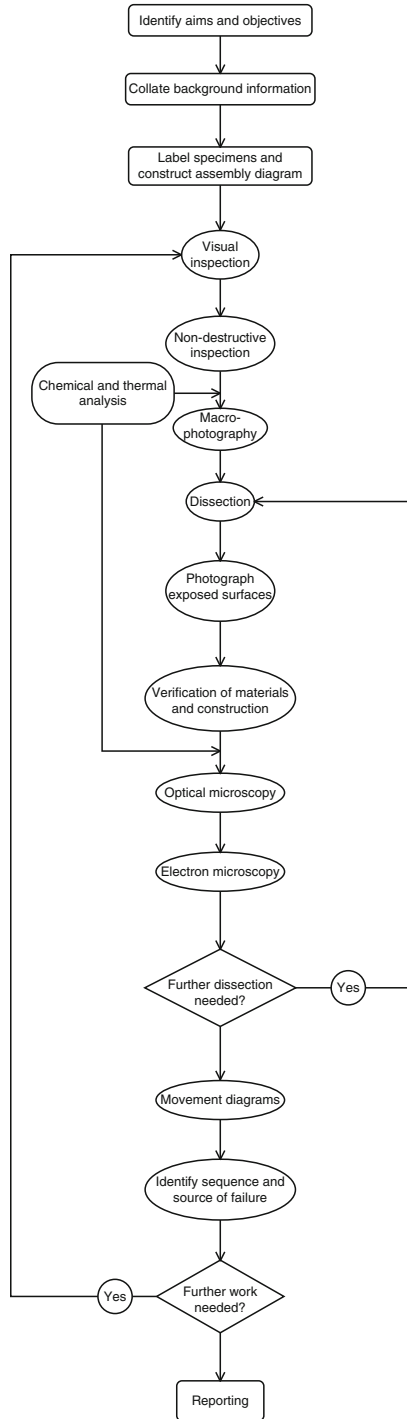 Identify aims and objectives
Collate background information
Label specimens and
construct assembly diagram
Visual
inspection
Non-destructive
inspection
Chemical and thermal
analysis
Macro-
photography
Dissection
Photograph
exposed surfaces
Verification of materials
and construction
Optical microscopy
Electron microscopy
Further dissection
needed?
Yes
Movement diagrams
Identify sequence and
source of failure
Further work
needed?
Yes
Reporting